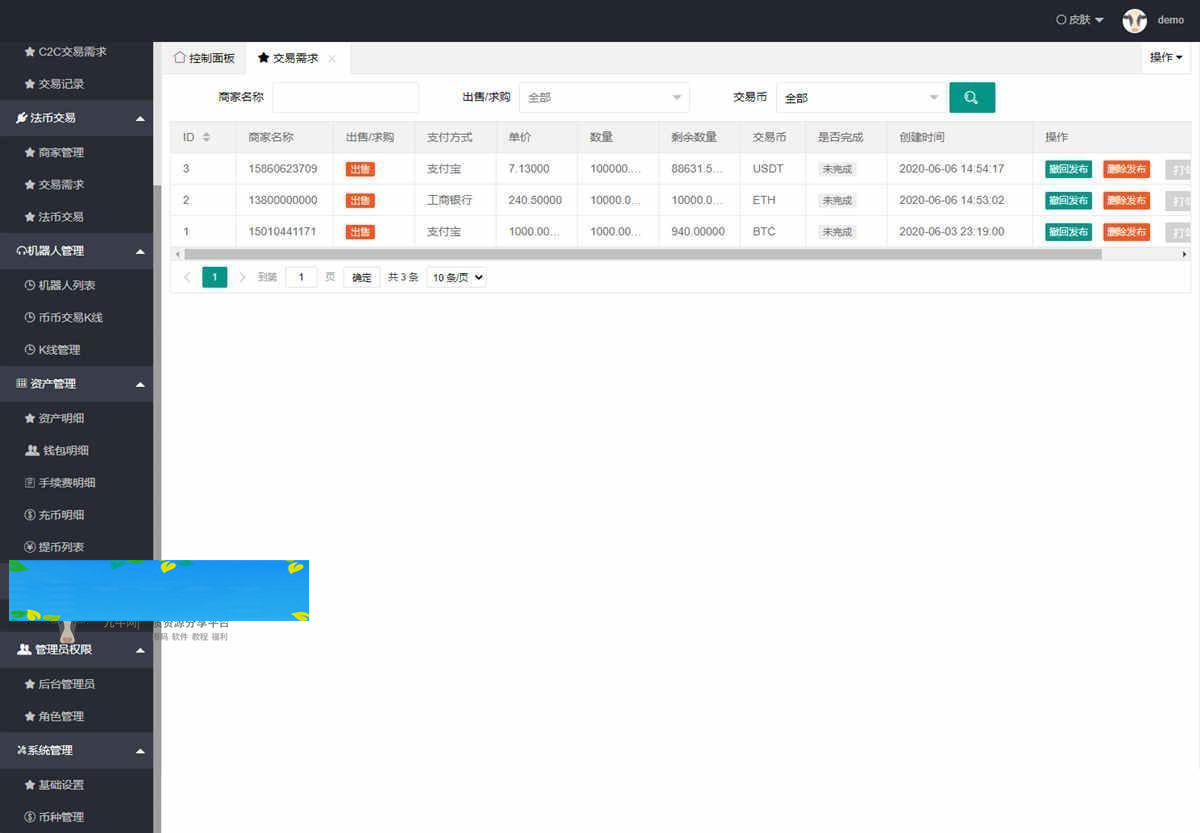 皮肤 demo
C2C交易需求
交易记录
法币交易
商家管理
交易需求
法币交易
机器人管理
机器人列表
币币交易K线
K线管理
资产管理
资产明细
钱包明细
手续费明细
充币明细
提币列表
管理员权限
后台管理员
角色管理
系统管理
基础设置
币种管理
控制面板 交易需求 操作
商家名称 出售/求购 全部 交易币 全部
ID 商家名称 出售/求购 支付方式 单价 数量 剩余数量 交易币 是否完成 创建时间 操作
3 15860623709 出售 支付宝 7.13000 100000.... 88631.5... USDT 未完成 2020-06-06 14:54:17 撤回发布 删除发布
2 13800000000 出售 工商银行 240.50000 10000.0... 10000.0... ETH 未完成 2020-06-06 14:53:02 撤回发布 删除发布
1 15010441171 出售 支付宝 1000.00... 1000.00... 940.00000 BTC 未完成 2020-06-03 23:19:00 撤回发布 删除发布
1 到第 1 页 确定 共 3 条 10 条/页
资源分享平台
软件 教程 福利